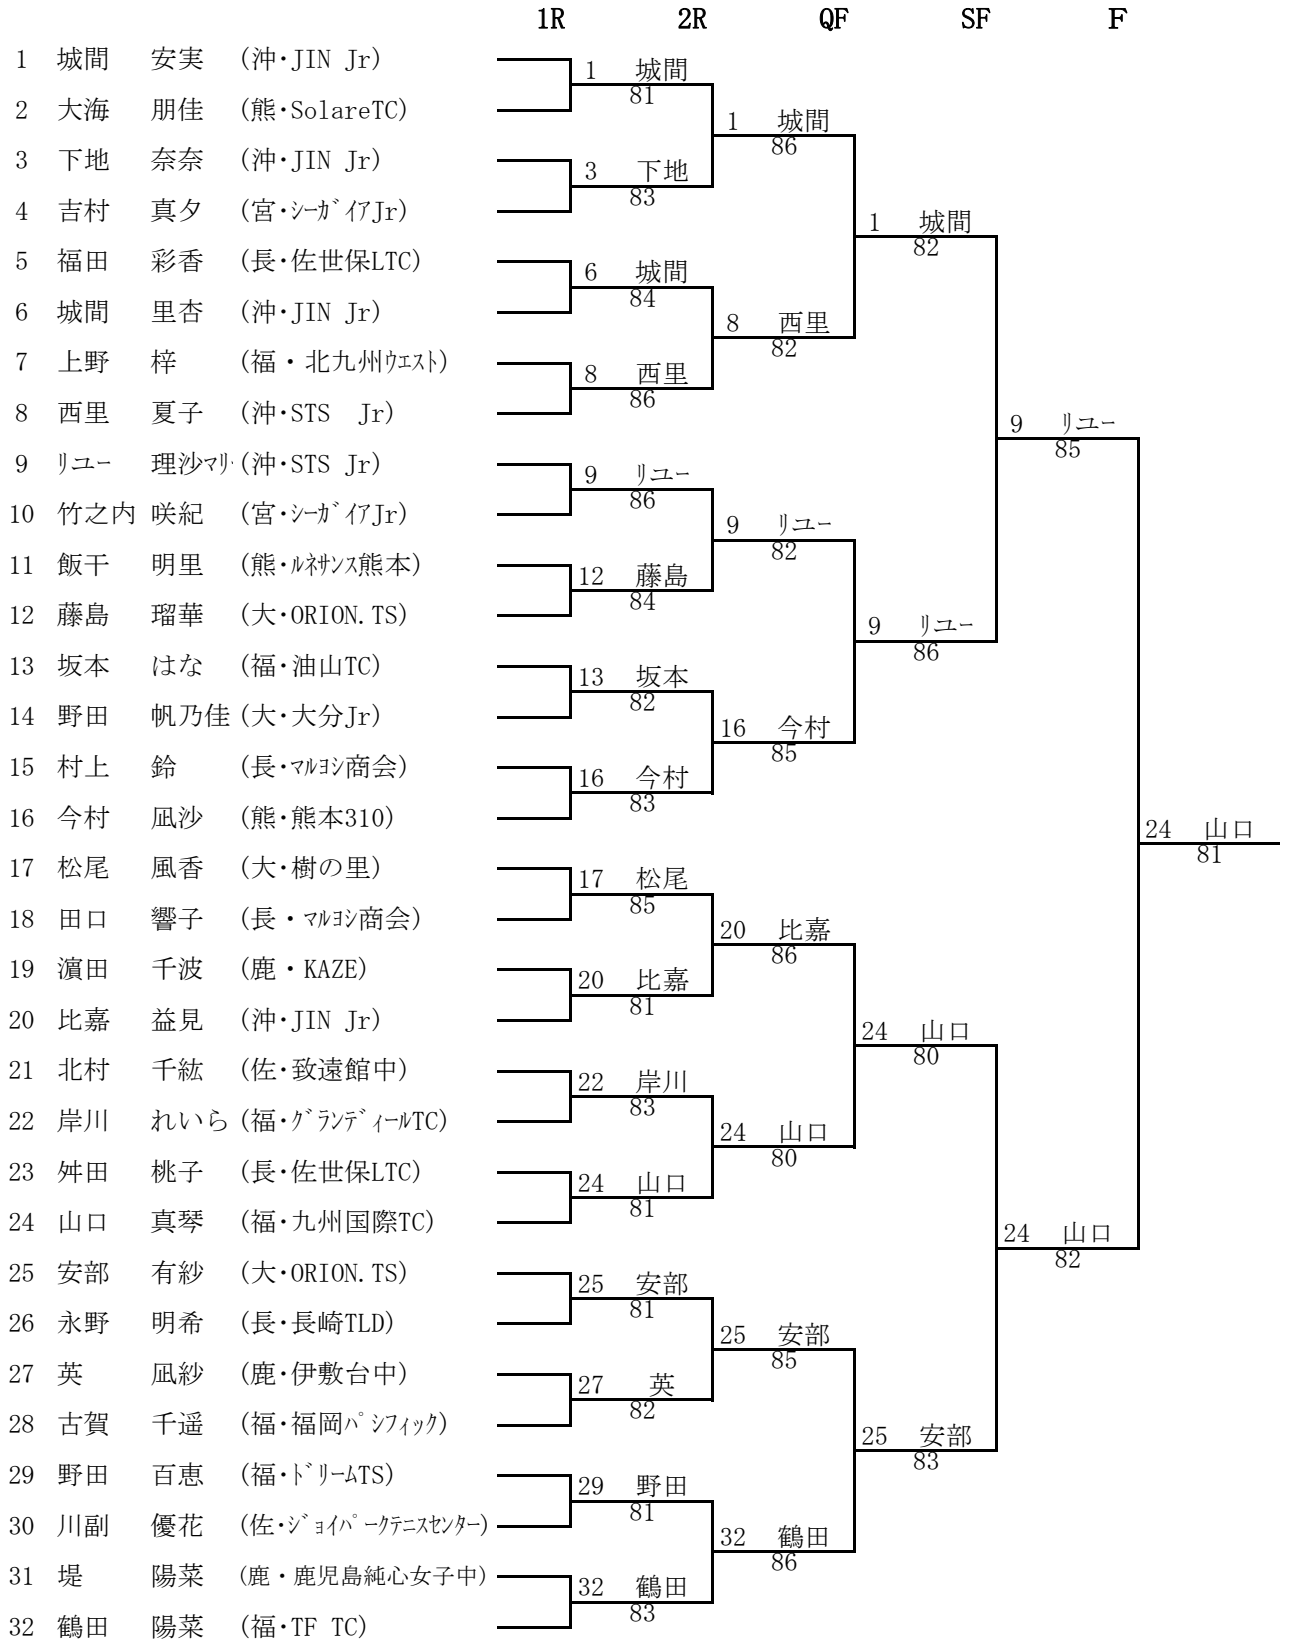 1R 2R QF SF F
1 城間 安実 (沖・JIN Jr)
1 城間
81
2 大海 朋佳 (熊・SolareTC)
1 城間
86
3 下地 奈奈 (沖・JIN Jr)
3 下地
83
4 吉村 真夕 (宮・シーガイアJr)
1 城間
82
5 福田 彩香 (長・佐世保LTC)
6 城間
84
6 城間 里杏 (沖・JIN Jr)
8 西里
82
7 上野 梓 (福・北九州ウエスト)
8 西里
86
8 西里 夏子 (沖・STS Jr)
9 リユー
85
9 リユー 理沙マリ (沖・STS Jr)
9 リユー
86
10 竹之内 咲紀 (宮・シーガイアJr)
9 リユー
82
11 飯干 明里 (熊・ルネサンス熊本)
12 藤島
84
12 藤島 瑠華 (大・ORION.TS)
9 リユー
86
13 坂本 はな (福・油山TC)
13 坂本
82
14 野田 帆乃佳 (大・大分Jr)
16 今村
85
15 村上 鈴 (長・マルヨシ商会)
16 今村
83
16 今村 凪沙 (熊・熊本310)
24 山口
81
17 松尾 風香 (大・樹の里)
17 松尾
85
18 田口 響子 (長・マルヨシ商会)
20 比嘉
86
19 濵田 千波 (鹿・KAZE)
20 比嘉
81
20 比嘉 益見 (沖・JIN Jr)
24 山口
80
21 北村 千紘 (佐・致遠館中)
22 岸川
83
22 岸川 れいら (福・グランディールTC)
24 山口
80
23 舛田 桃子 (長・佐世保LTC)
24 山口
81
24 山口 真琴 (福・九州国際TC)
24 山口
82
25 安部 有紗 (大・ORION.TS)
25 安部
81
26 永野 明希 (長・長崎TLD)
25 安部
85
27 英 凪紗 (鹿・伊敷台中)
27 英
82
28 古賀 千遥 (福・福岡パシフィック)
25 安部
83
29 野田 百恵 (福・ドリームTS)
29 野田
81
30 川副 優花 (佐・ジョイパークテニスセンター)
32 鶴田
86
31 堤 陽菜 (鹿・鹿児島純心女子中)
32 鶴田
83
32 鶴田 陽菜 (福・TF TC)